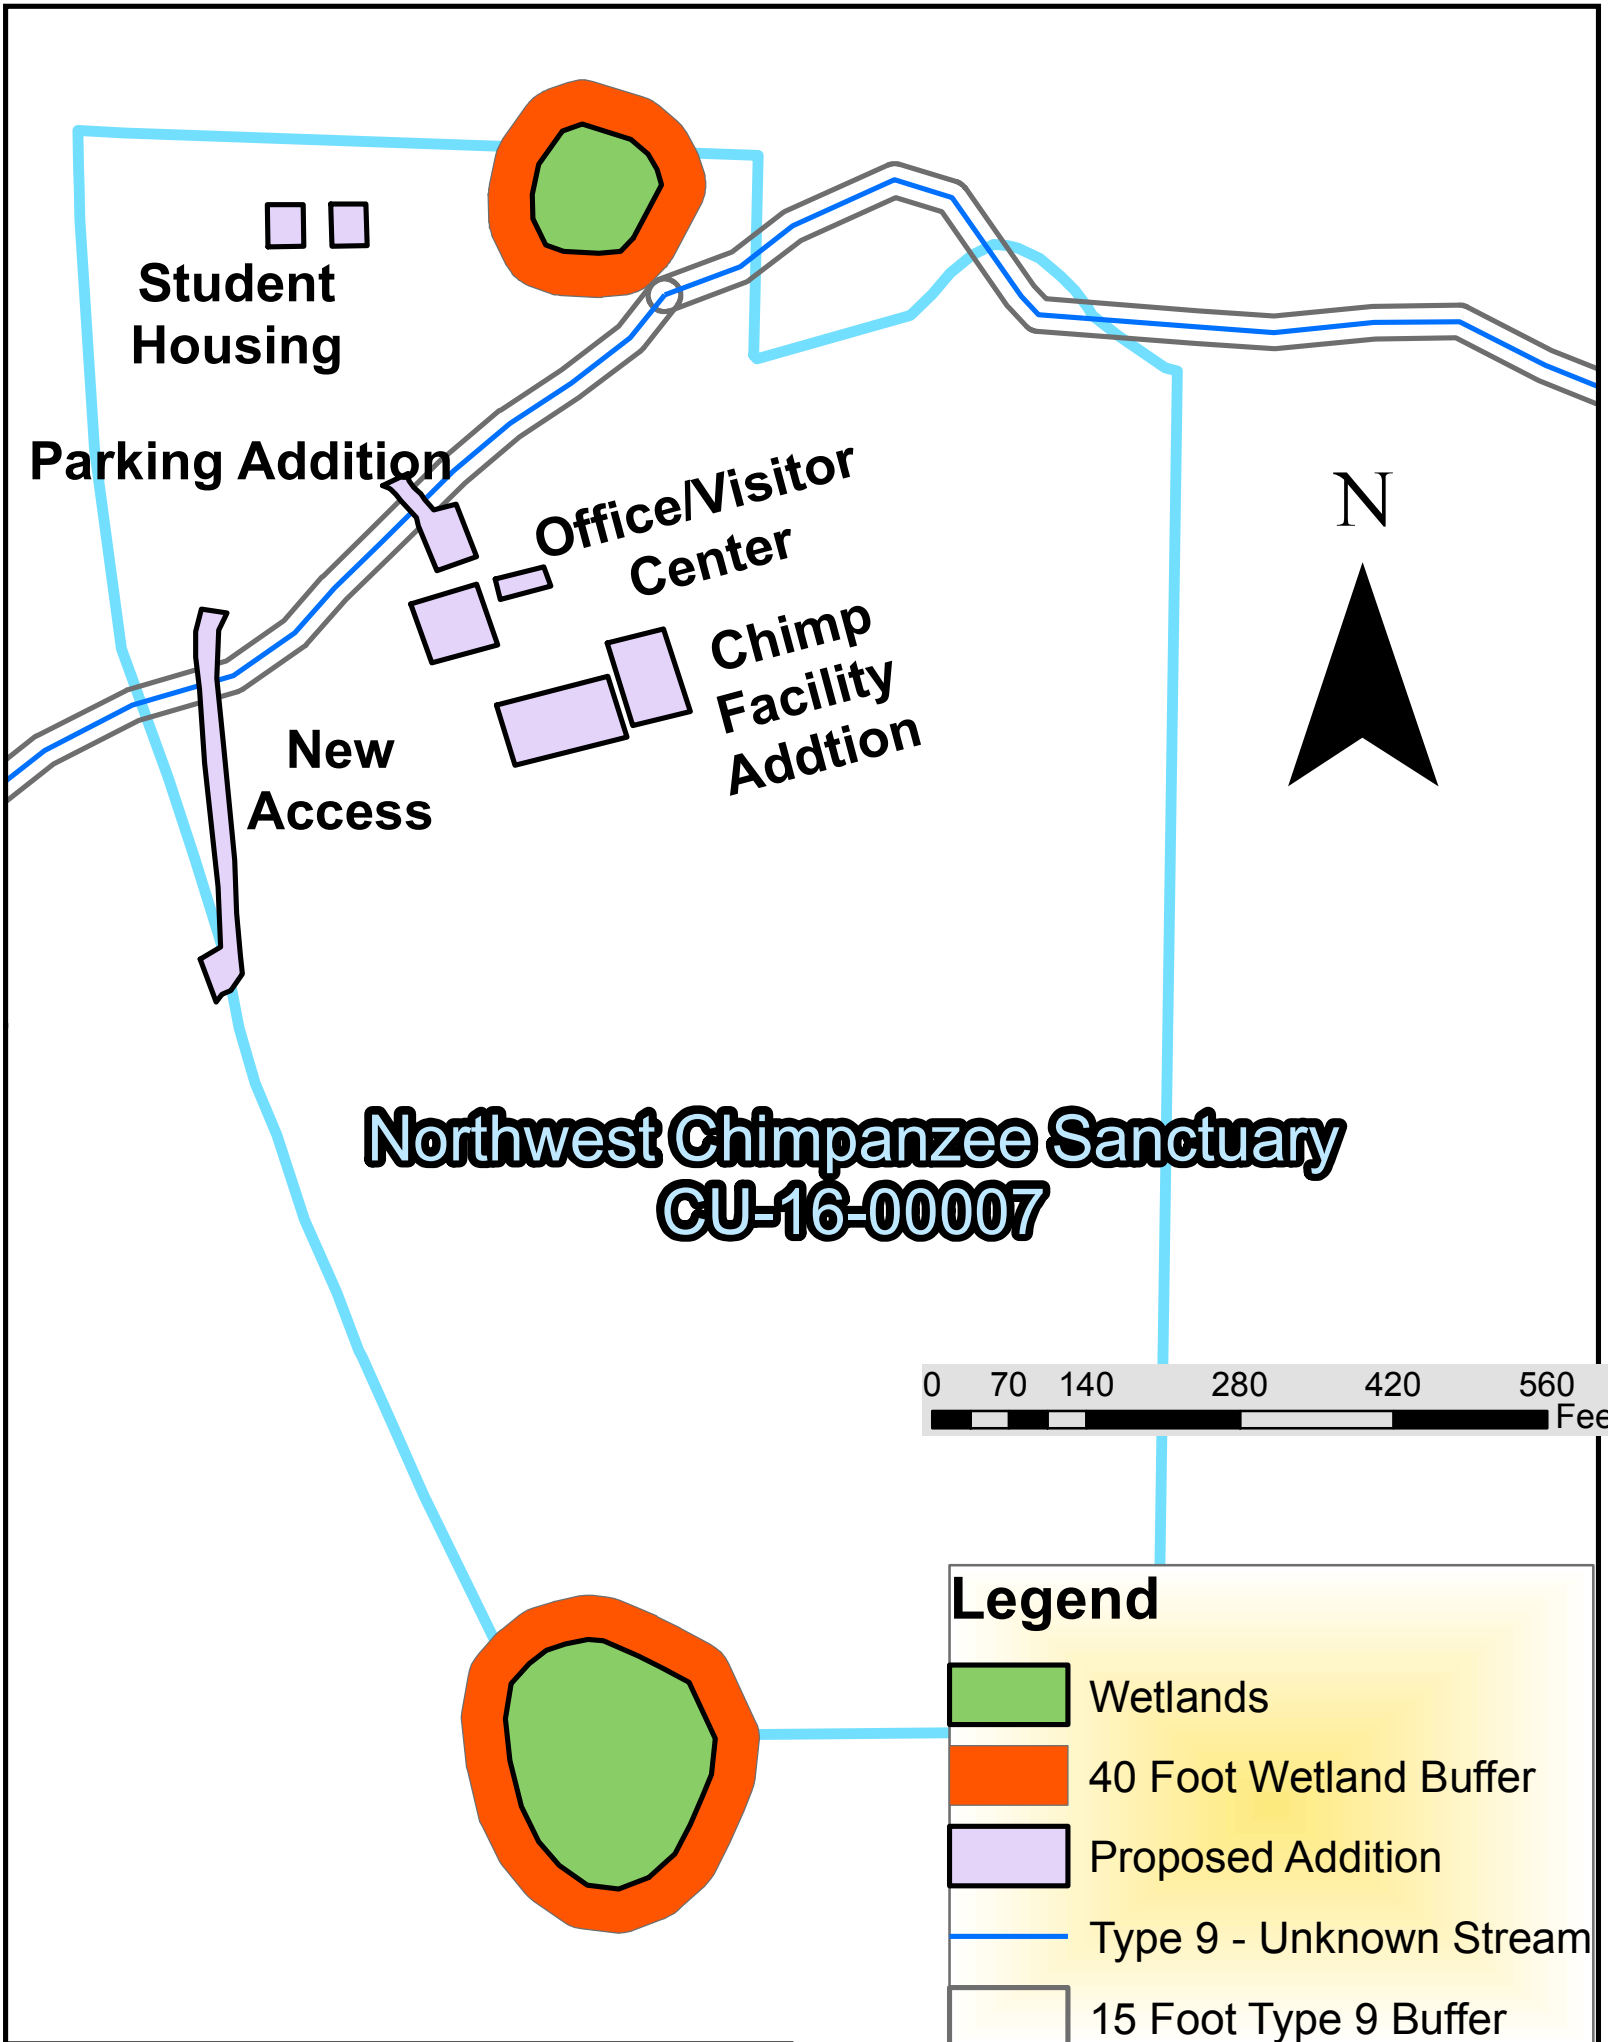 Student
Housing
Parking Addition
Office/Visitor
Center
N
Chimp
Facility
Addtion
New
Access
Northwest Chimpanzee Sanctuary
CU-16-00007
0 70 140 280 420 560
Fee
Legend
Wetlands
40 Foot Wetland Buffer
Proposed Addition
Type 9 - Unknown Stream
15 Foot Type 9 Buffer